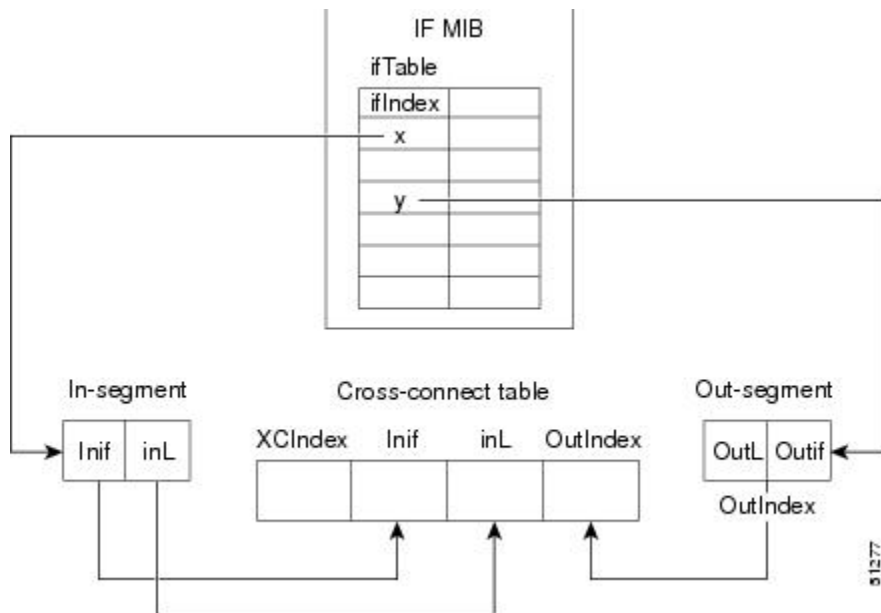 IF MIB
ifTable
ifIndex
x
y
In-segment
Cross-connect table
Out-segment
XCIndex Inif inL OutIndex
Inif inL
OutL Outif
OutIndex
51277